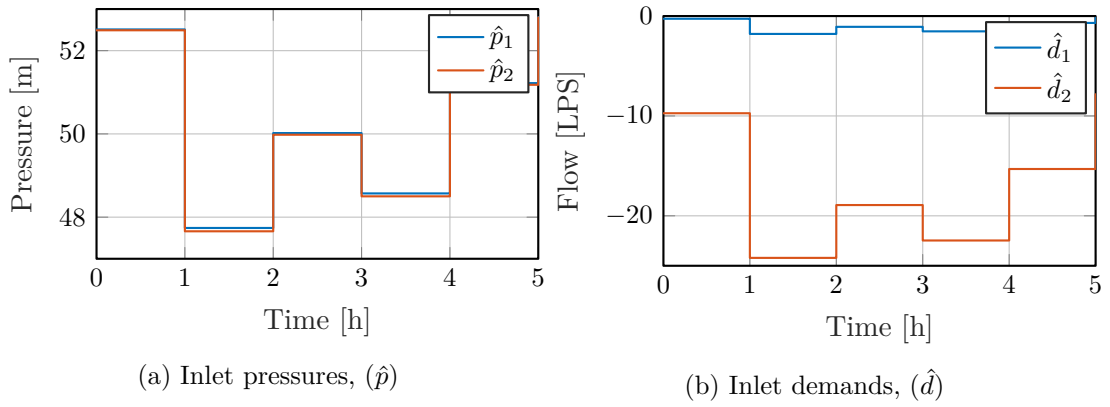 52
50
48
0
1
2
3
4
5
Pressure [m]
Time [h]
p̂1
p̂2
(a) Inlet pressures, (p̂)
0
−10
−20
0
1
2
3
4
5
Flow [LPS]
Time [h]
d̂1
d̂2
(b) Inlet demands, (d̂)